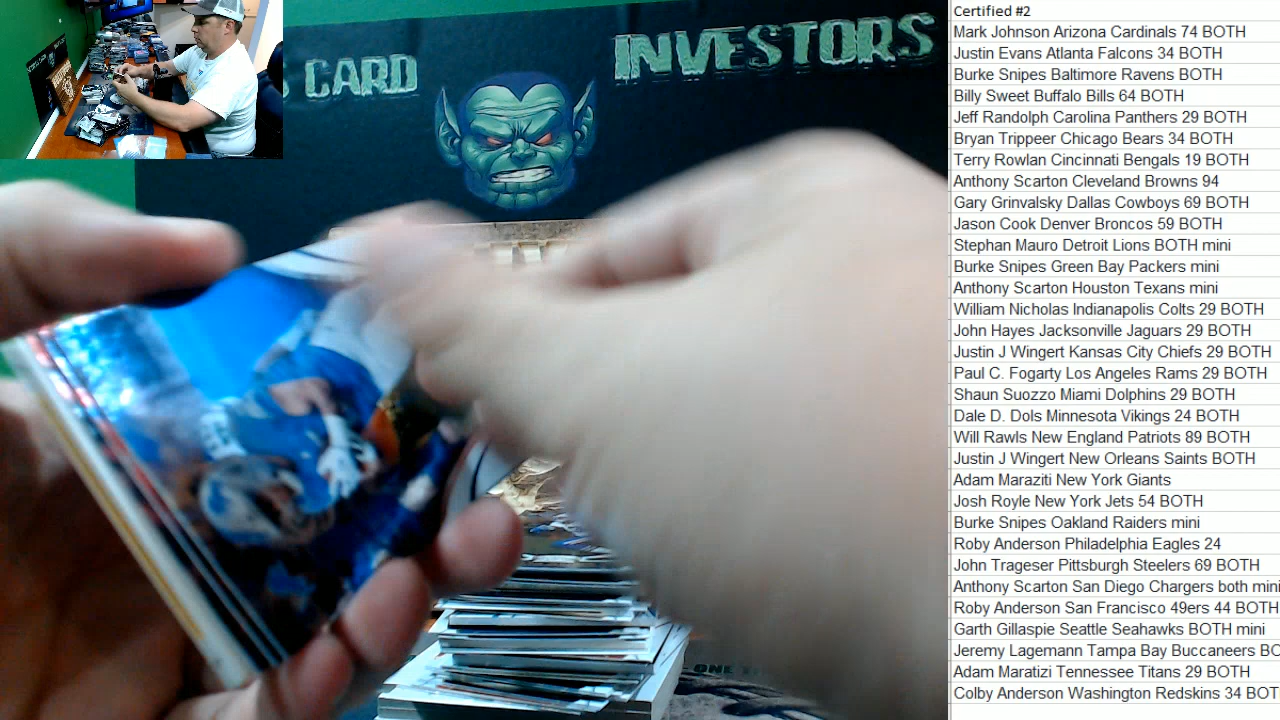 S CARD INVESTORS
Certified #2
Mark Johnson Arizona Cardinals 74 BOTH
Justin Evans Atlanta Falcons 34 BOTH
Burke Snipes Baltimore Ravens BOTH
Billy Sweet Buffalo Bills 64 BOTH
Jeff Randolph Carolina Panthers 29 BOTH
Bryan Trippeer Chicago Bears 34 BOTH
Terry Rowlan Cincinnati Bengals 19 BOTH
Anthony Scarton Cleveland Browns 94
Gary Grinvalsky Dallas Cowboys 69 BOTH
Jason Cook Denver Broncos 59 BOTH
Stephan Mauro Detroit Lions BOTH mini
Burke Snipes Green Bay Packers mini
Anthony Scarton Houston Texans mini
William Nicholas Indianapolis Colts 29 BOTH
John Hayes Jacksonville Jaguars 29 BOTH
Justin J Wingert Kansas City Chiefs 29 BOTH
Paul C. Fogarty Los Angeles Rams 29 BOTH
Shaun Suozzo Miami Dolphins 29 BOTH
Dale D. Dols Minnesota Vikings 24 BOTH
Will Rawls New England Patriots 89 BOTH
Justin J Wingert New Orleans Saints BOTH
Adam Maraziti New York Giants
Josh Royle New York Jets 54 BOTH
Burke Snipes Oakland Raiders mini
Roby Anderson Philadelphia Eagles 24
John Trageser Pittsburgh Steelers 69 BOTH
Anthony Scarton San Diego Chargers both mini
Roby Anderson San Francisco 49ers 44 BOTH
Garth Gillaspie Seattle Seahawks BOTH mini
Jeremy Lagemann Tampa Bay Buccaneers BO
Adam Maratizi Tennessee Titans 29 BOTH
Colby Anderson Washington Redskins 34 BOT